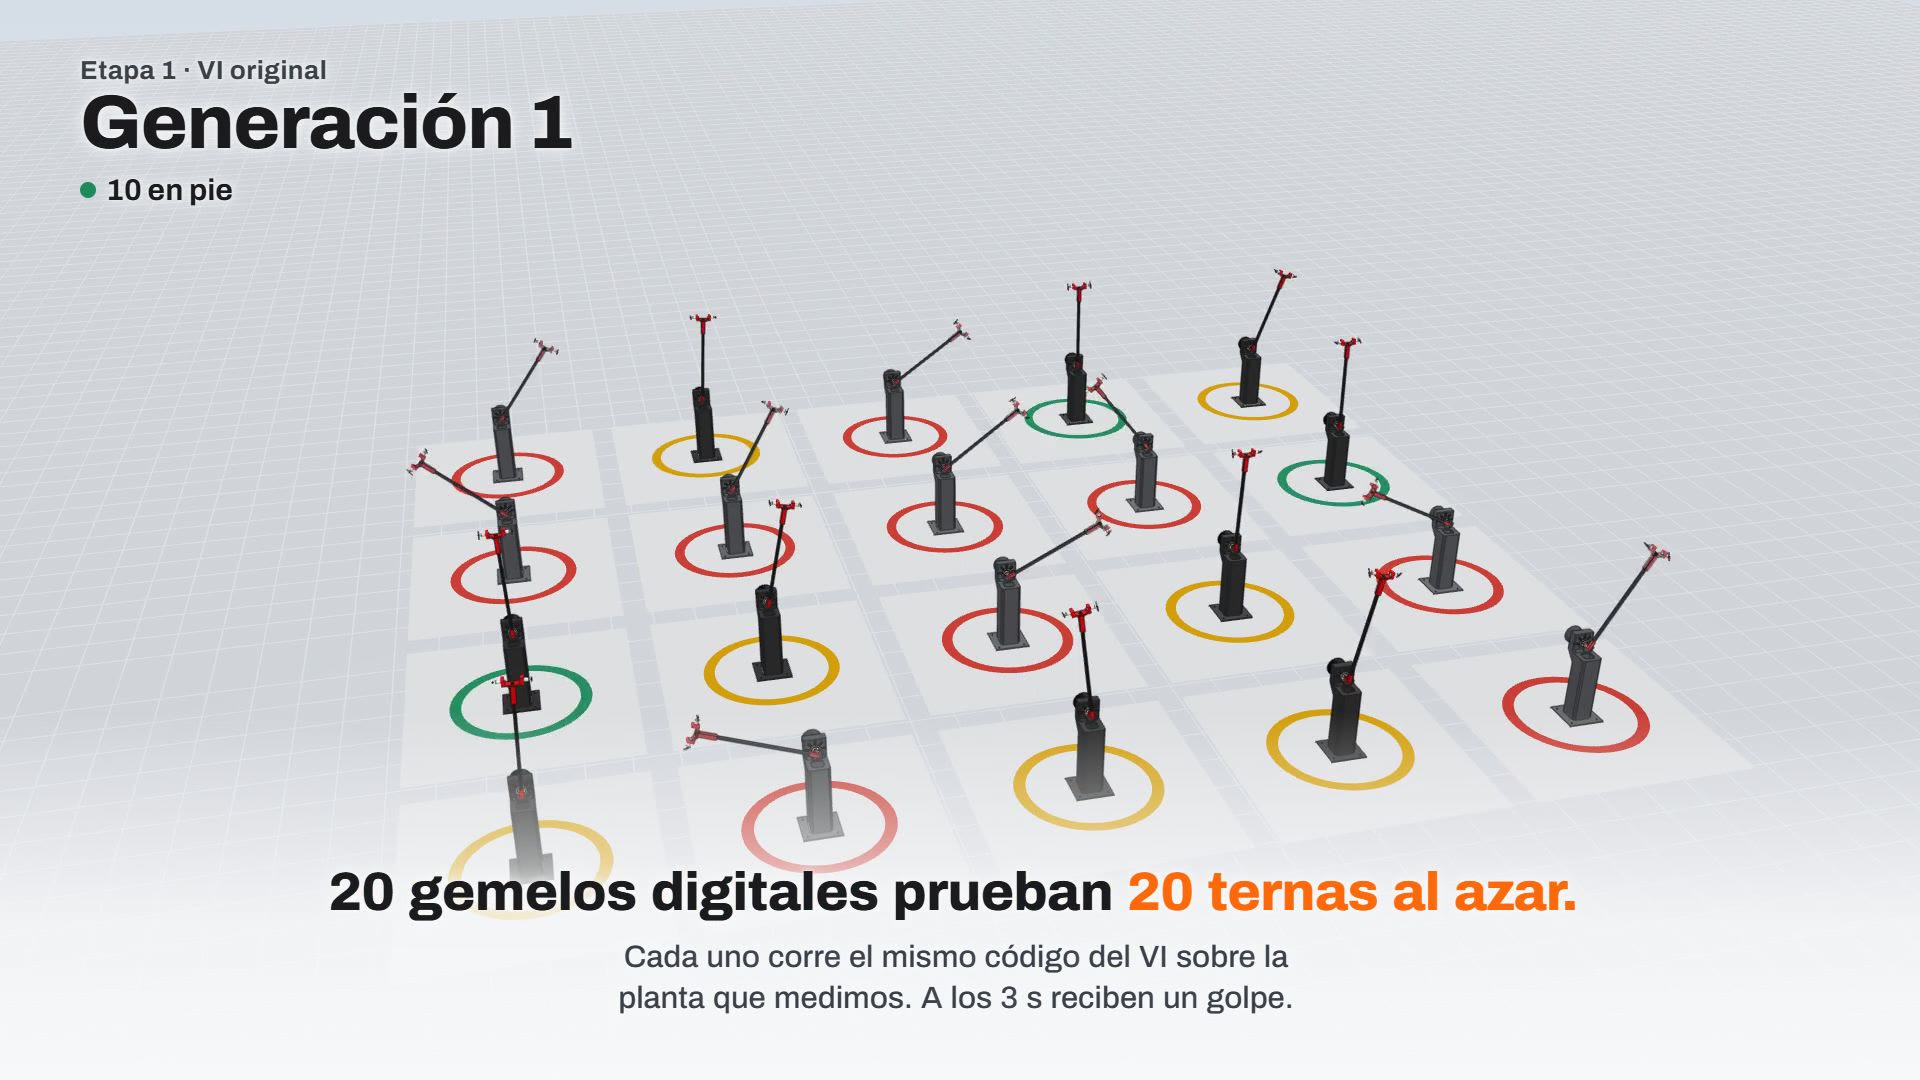 Etapa 1 · VI original
Generación 1
10 en pie
20 gemelos digitales prueban 20 ternas al azar.
Cada uno corre el mismo código del VI sobre la
planta que medimos. A los 3 s reciben un golpe.